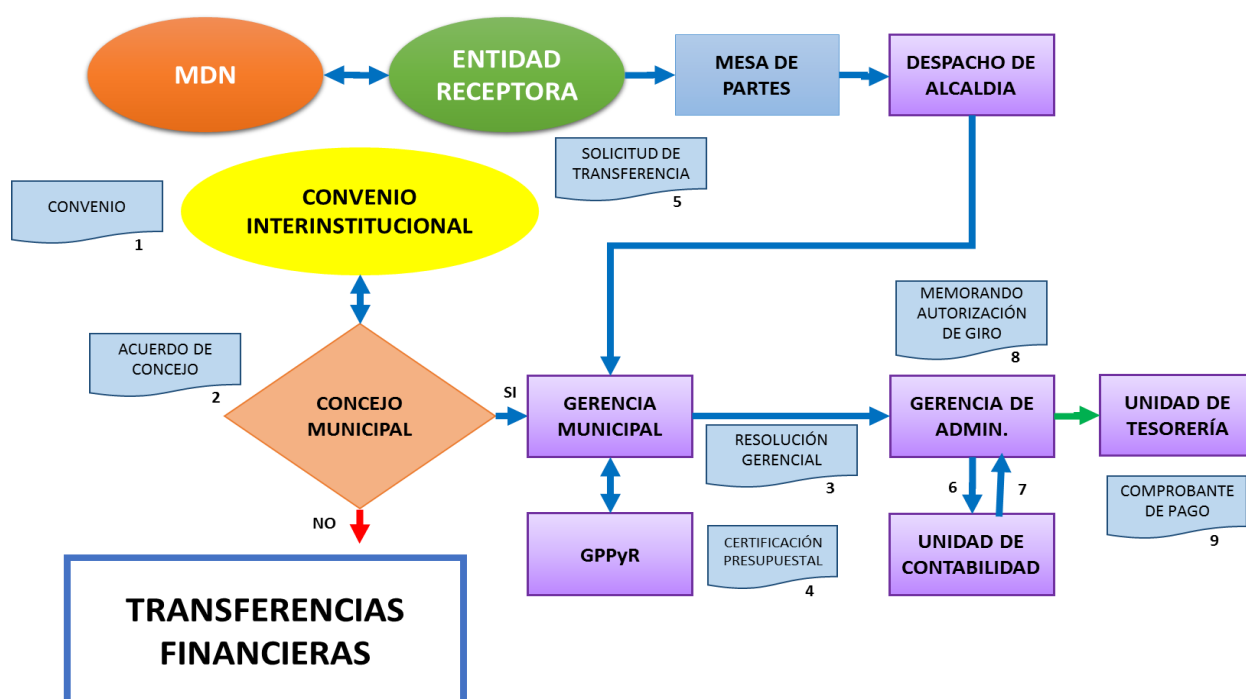 MDN
ENTIDAD
RECEPTORA
MESA DE
PARTES
DESPACHO DE
ALCALDIA
SOLICITUD DE
TRANSFERENCIA
5
CONVENIO
1
CONVENIO
INTERINSTITUCIONAL
MEMORANDO
AUTORIZACIÓN
DE GIRO
8
ACUERDO DE
CONCEJO
2
CONCEJO
MUNICIPAL
SI
GERENCIA
MUNICIPAL
RESOLUCIÓN
GERENCIAL
3
GERENCIA DE
ADMIN.
UNIDAD DE
TESORERÍA
6
7
COMPROBANTE
DE PAGO
9
NO
GPPyR
CERTIFICACIÓN
PRESUPUESTAL
4
UNIDAD DE
CONTABILIDAD
TRANSFERENCIAS
FINANCIERAS